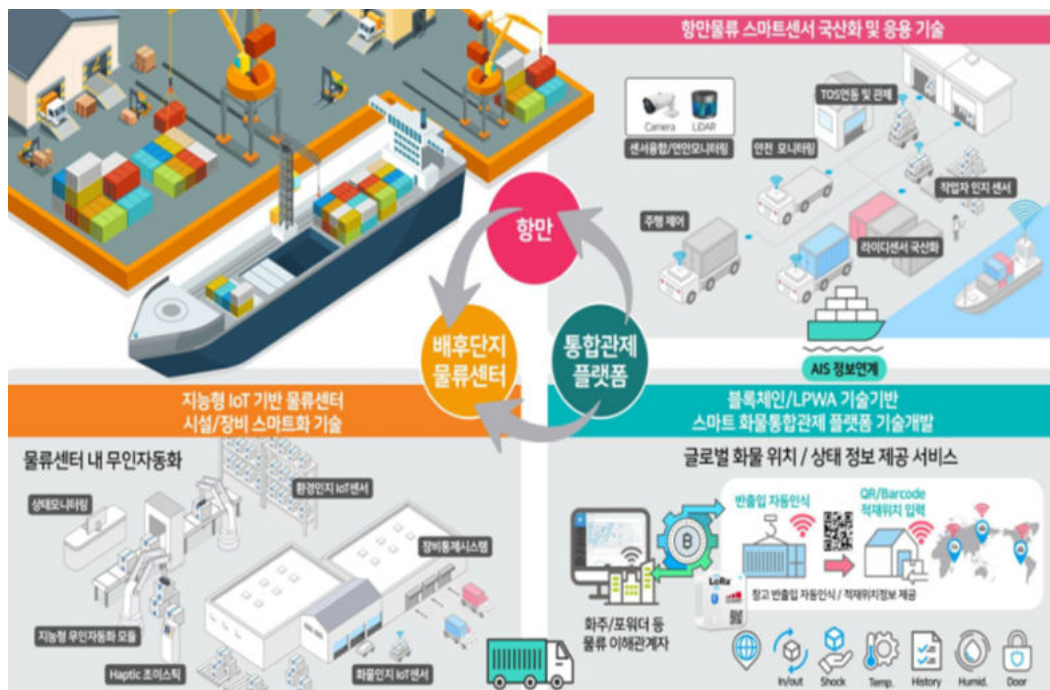 항만물류 스마트센서 국산화 및 응용 기술
TOS연동 및 관제
Camera
LiDAR
센서융합/연안모니터링
안전 모니터링
작업자 인지 센서
주행 제어
라이다센서 국산화
AIS 정보연계
항만
배후단지
물류센터
통합관제
플랫폼
지능형 IoT 기반 물류센터
시설/장비 스마트화 기술
물류센터 내 무인자동화
상태모니터링
환경인지 IoT센서
장비통제시스템
지능형 무인자동화 모듈
Haptic 조이스틱
화물인지 IoT센서
블록체인/LPWA 기술기반
스마트 화물통합관제 플랫폼 기술개발
글로벌 화물 위치 / 상태 정보 제공 서비스
반출입 자동인식
QR/Barcode
적재위치 입력
LoRa
창고 반출입 자동인식 / 적재위치정보 제공
화주/포워더 등
물류 이해관계자
In/out
Shock
Temp.
History
Humid.
Door